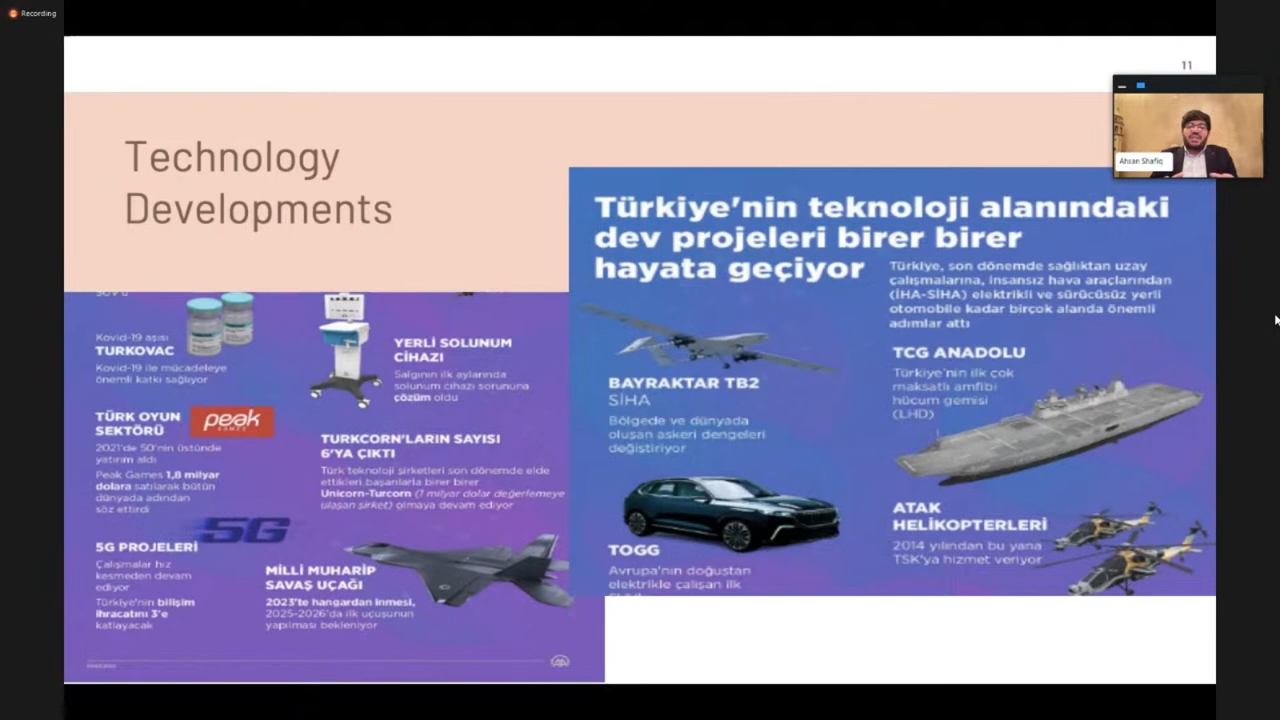 Recording
11
Ahsan Shafiq
Technology
Developments
Türkiye'nin teknoloji alanındaki
dev projeleri birer birer
hayata geçiyor
Türkiye, son dönemde sağlıktan uzay
çalışmalarına, insansız hava araçlarından
(İHA-SİHA) elektrikli ve sürücüsüz yerli
otomobile kadar birçok alanda önemli
adımlar attı
BAYRAKTAR TB2
SİHA
Bölgede ve dünyada
oluşan askeri dengeleri
değiştiriyor
TCG ANADOLU
Türkiye'nin ilk çok
maksatlı amfibi
hücum gemisi
(LHD)
TOGG
Avrupa'nın doğuştan
elektrikle çalışan ilk
ATAK
HELİKOPTERLERİ
2014 yılından bu yana
TSK'ya hizmet veriyor
Kovid-19 aşısı
TURKOVAC
Kovid-19 ile mücadeleye
önemli katkı sağlıyor
YERLİ SOLUNUM
CİHAZI
Salgının ilk aylarında
solunum cihazı sorununa
çözüm oldu
TÜRK OYUN
SEKTÖRÜ
peak
GAMES
2021'de 50'nin üstünde
yatırım aldı
Peak Games 1,8 milyar
dolara satılarak bütün
dünyada adından
söz ettirdi
TURKCORN'LARIN SAYISI
6'YA ÇIKTI
Türk teknoloji şirketleri son dönemde elde
ettikleri başarılarla birer birer
Unicorn-Turcorn (1 milyar dolar değerlemeye
ulaşan şirket) olmaya devam ediyor
5G
5G PROJELERİ
Çalışmalar hız
kesmeden devam
ediyor
Türkiye'nin bilişim
ihracatını 3'e
katlayacak
MİLLİ MUHARİP
SAVAŞ UÇAĞI
2023'te hangardan inmesi,
2025-2026'da ilk uçuşunun
yapılması bekleniyor